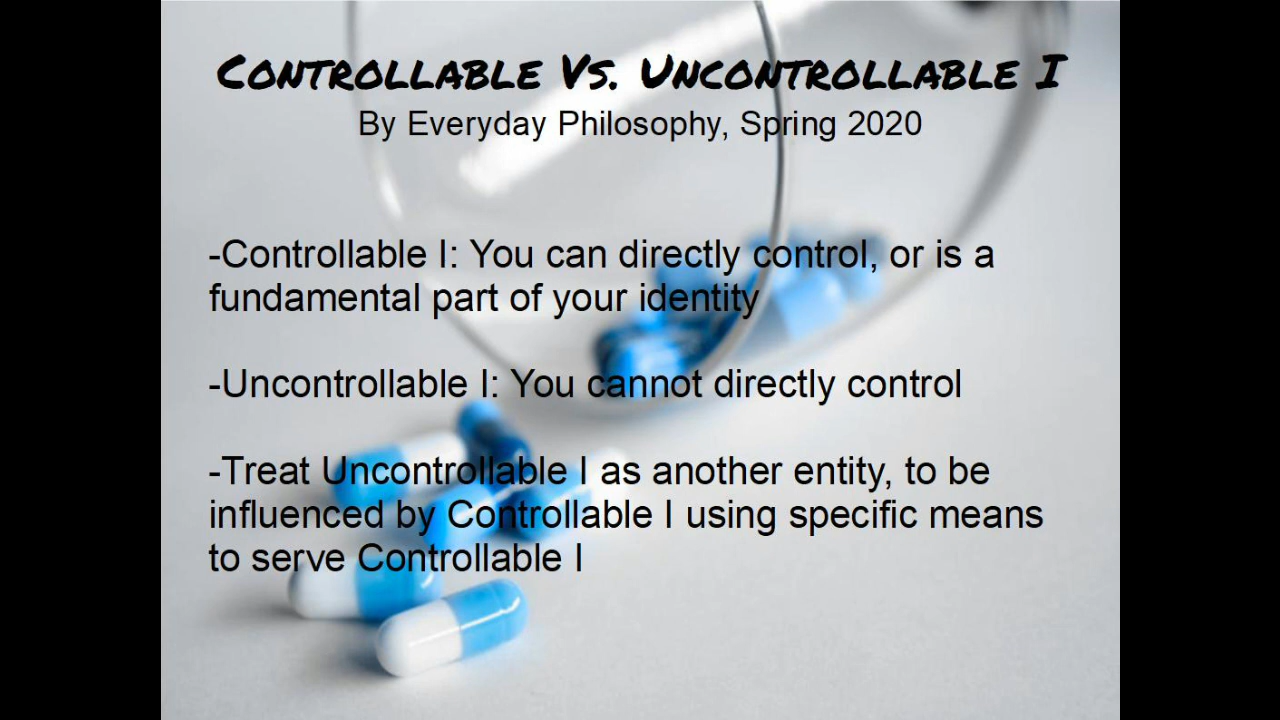 Controllable Vs. Uncontrollable I
By Everyday Philosophy, Spring 2020
-Controllable I: You can directly control, or is a
fundamental part of your identity
-Uncontrollable I: You cannot directly control
-Treat Uncontrollable I as another entity, to be
influenced by Controllable I using specific means
to serve Controllable I